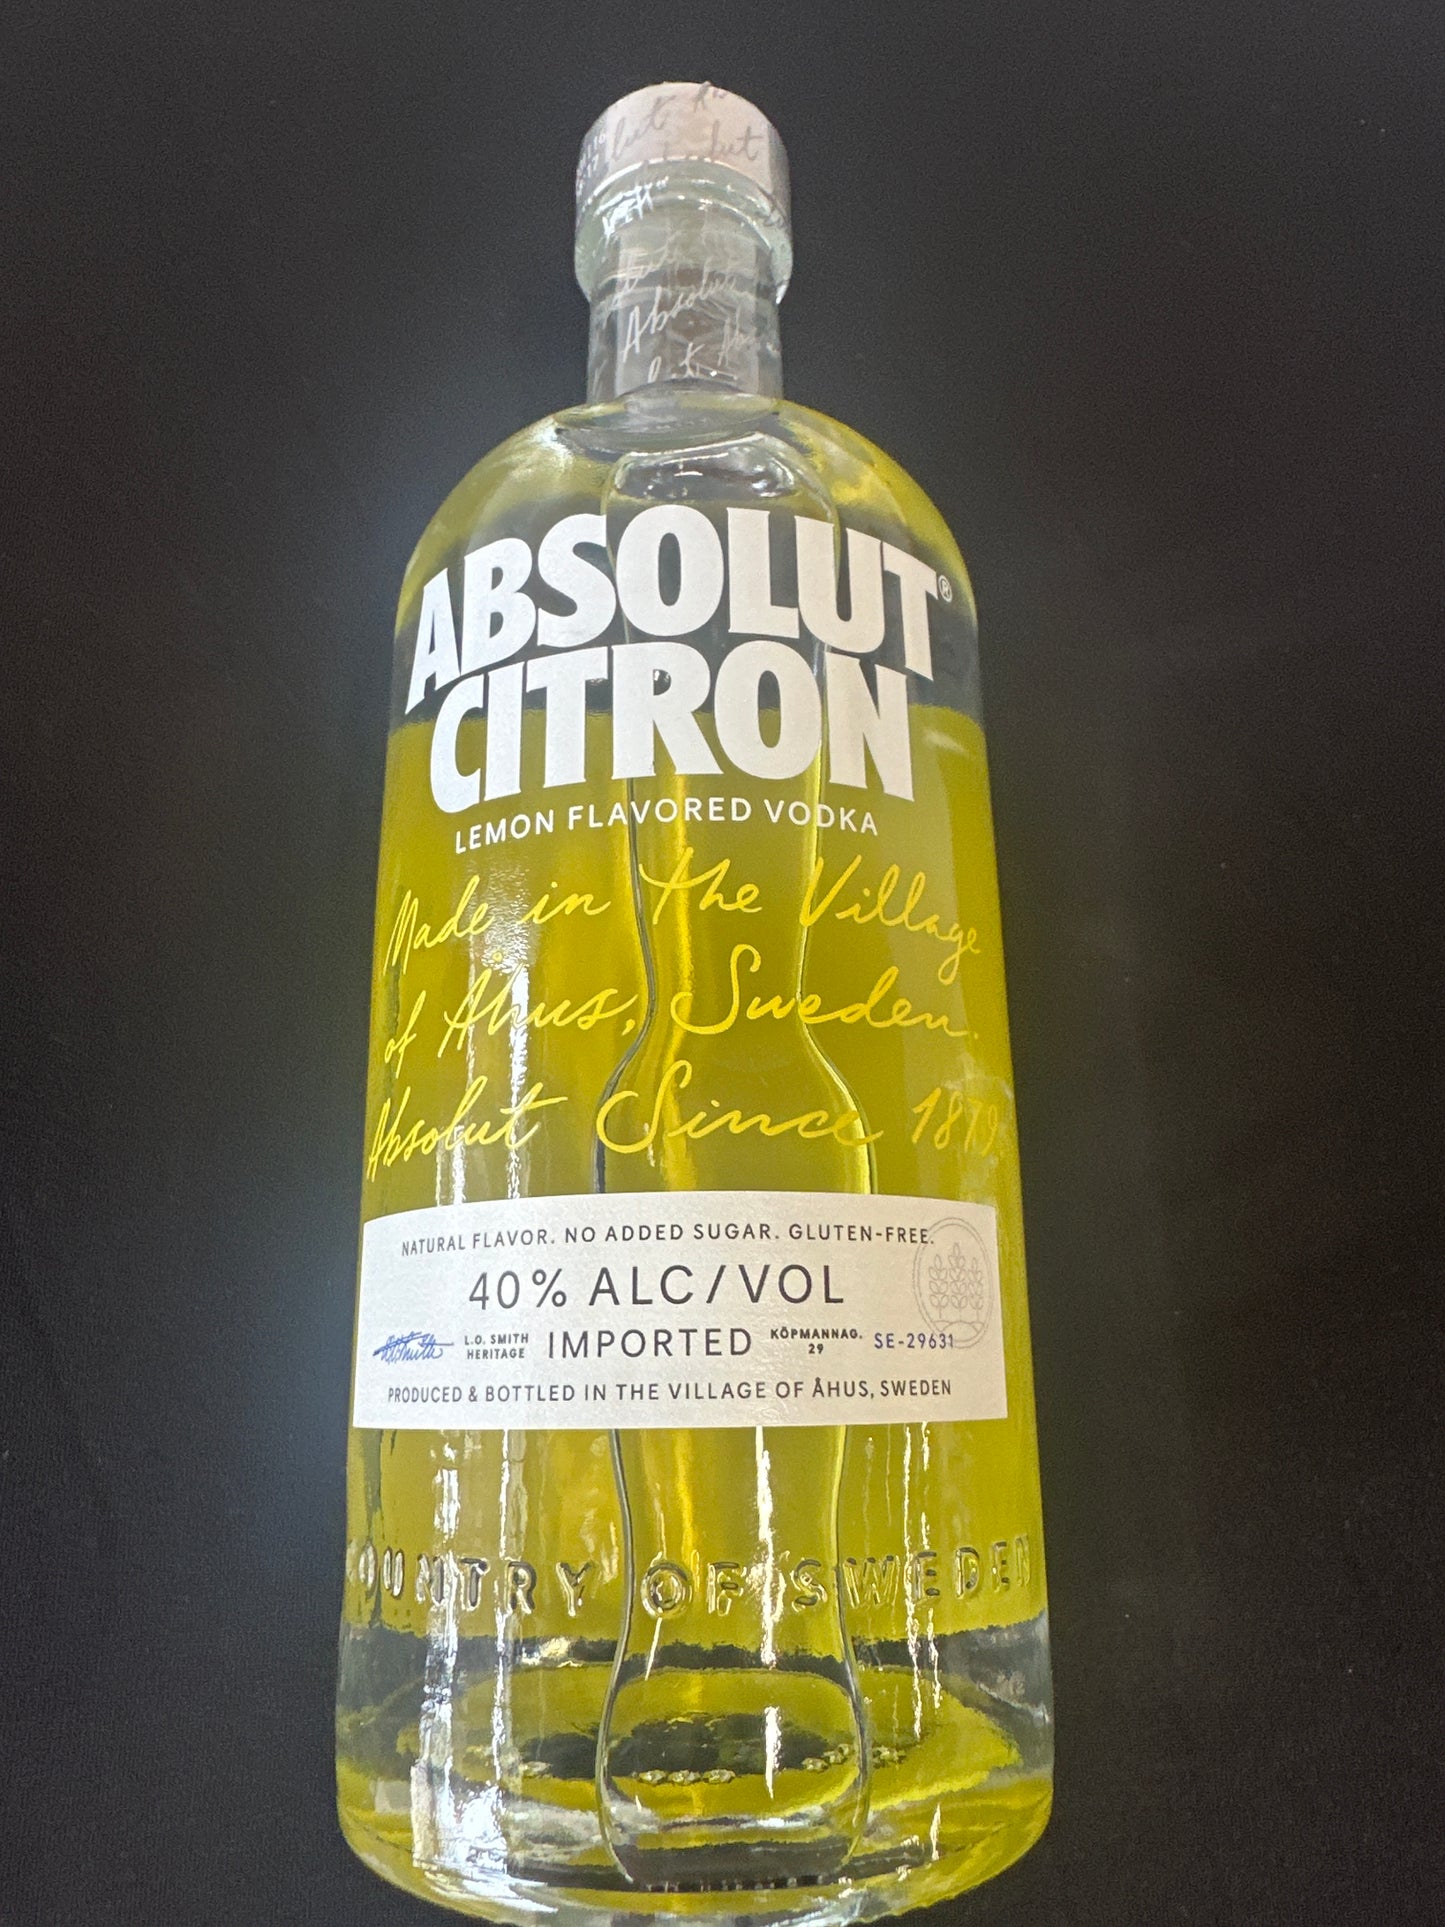 Absolut
ABSOLUT®
CITRON
LEMON FLAVORED VODKA
Made in the Village
of Åhus, Sweden.
Absolut Since 1879.
NATURAL FLAVOR. NO ADDED SUGAR. GLUTEN-FREE.
40% ALC/VOL
L.O. SMITH HERITAGE IMPORTED KÖPMANNAG. 29 SE-29631
PRODUCED & BOTTLED IN THE VILLAGE OF ÅHUS, SWEDEN
OUNTRY OF SWEDEN